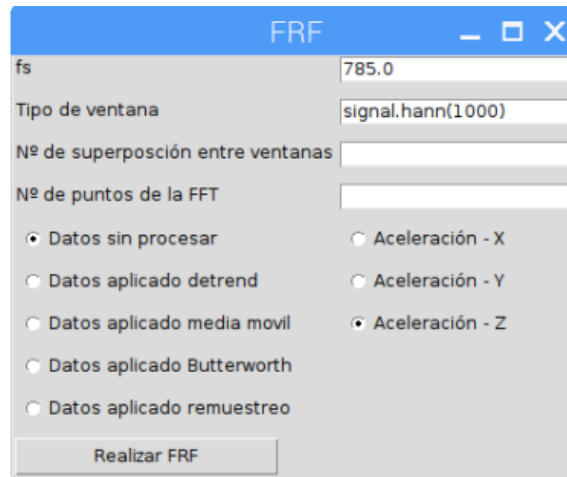 FRF
fs 785.0
Tipo de ventana signal.hann(1000)
Nº de superposción entre ventanas
Nº de puntos de la FFT
Datos sin procesar Aceleración - X
Datos aplicado detrend Aceleración - Y
Datos aplicado media movil Aceleración - Z
Datos aplicado Butterworth
Datos aplicado remuestreo
Realizar FRF